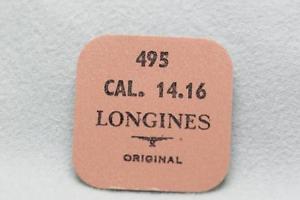 495
CAL. 14.16
LONGINES
ORIGINAL